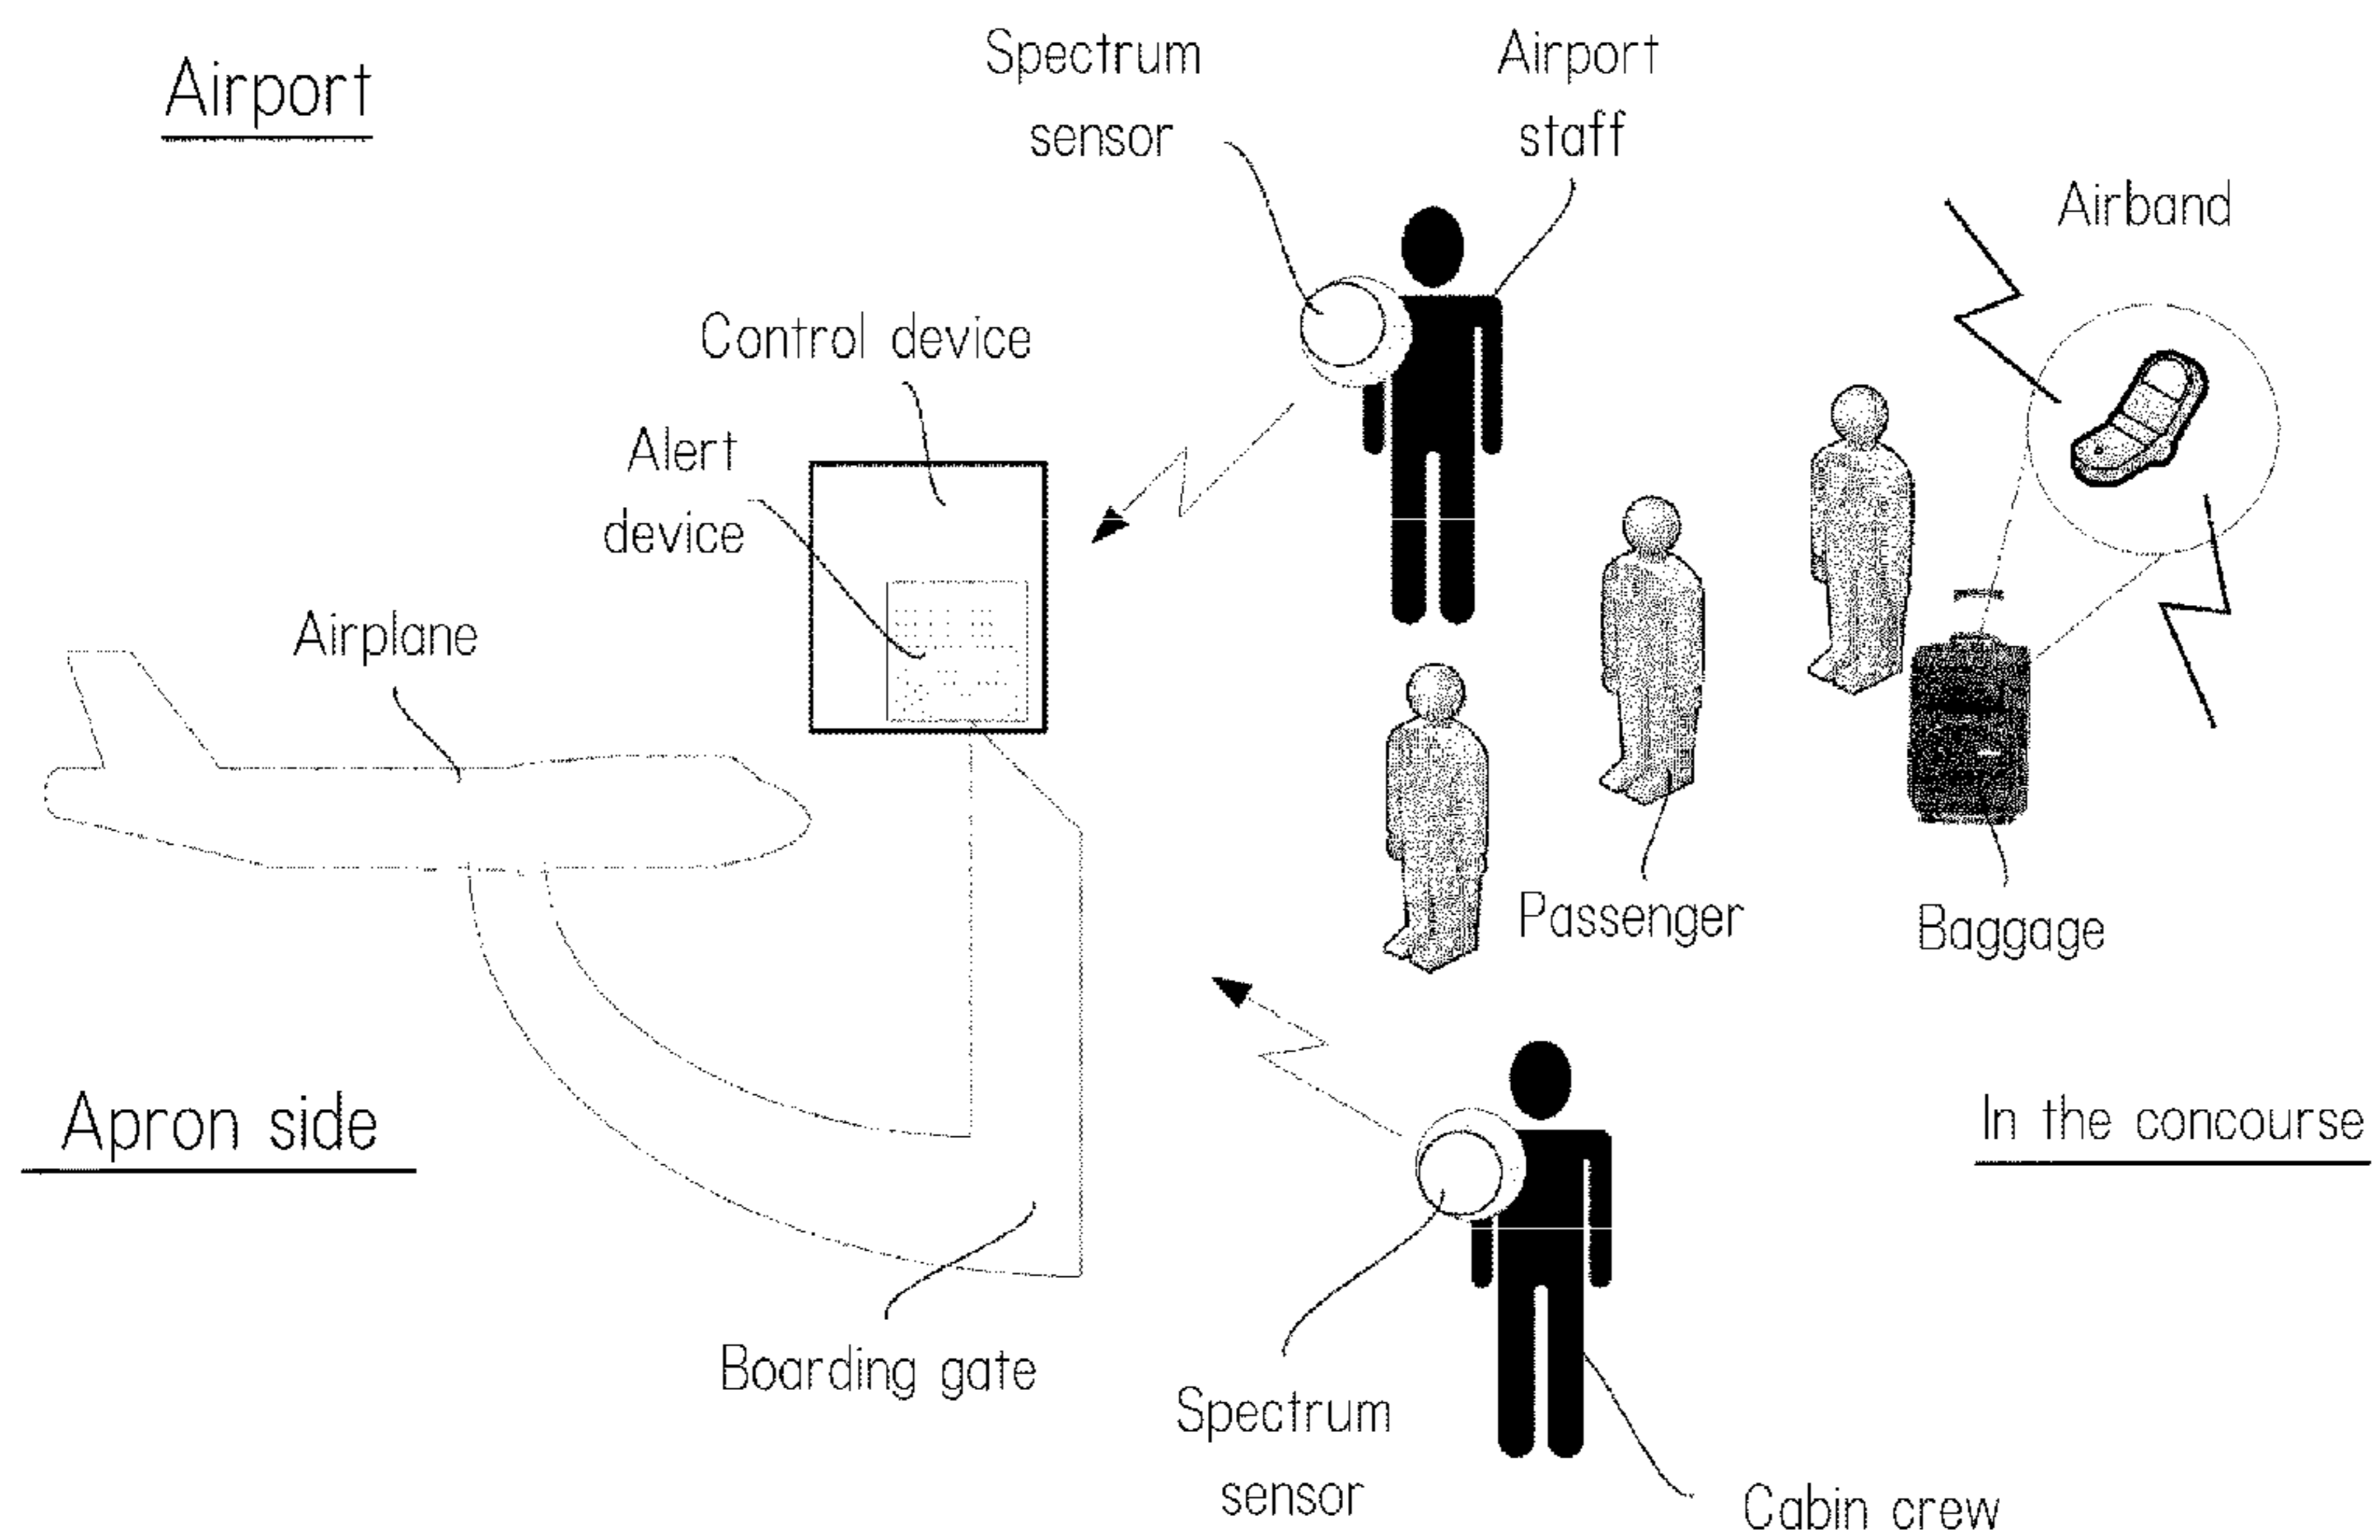 Airport
Spectrum
sensor
Airport
staff
Airband
Control device
Alert
device
Airplane
Passenger
Baggage
Apron side
In the concourse
Boarding gate
Spectrum
sensor
Cabin crew